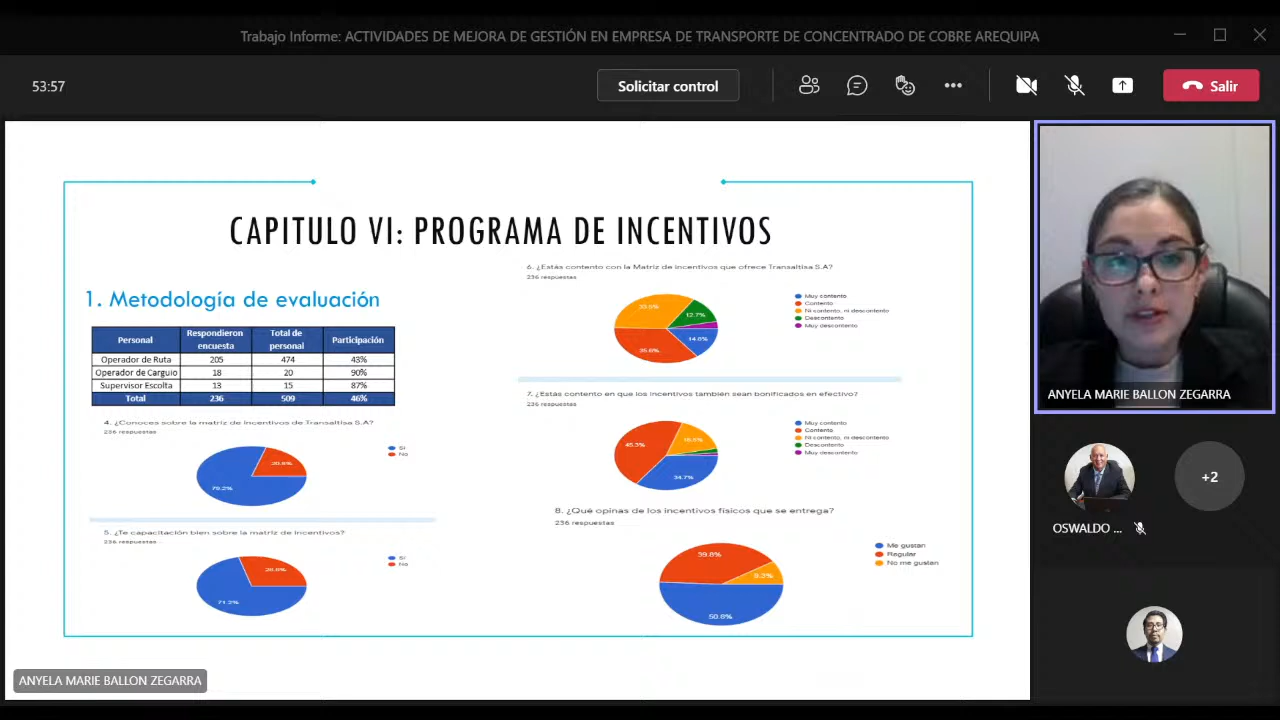 Trabajo Informe: ACTIVIDADES DE MEJORA DE GESTIÓN EN EMPRESA DE TRANSPORTE DE CONCENTRADO DE COBRE AREQUIPA
53:57
Solicitar control
Salir
CAPITULO VI: PROGRAMA DE INCENTIVOS
1. Metodología de evaluación
Personal Respondieron encuesta Total de personal Participación
Operador de Ruta 205 474 43%
Operador de Carguio 18 20 90%
Supervisor Escolta 13 15 87%
Total 236 509 46%
4. ¿Conoces sobre la matriz de incentivos de Transaltisa S.A?
236 respuestas
Si
No
20.8%
79.2%
5. ¿Te capacitación bien sobre la matriz de incentivos?
236 respuestas
Si
No
28.8%
71.2%
6. ¿Estás contento con la Matriz de incentivos que ofrece Transaltisa S.A?
236 respuestas
Muy contento
Contento
Ni contento, ni descontento
Descontento
Muy descontento
12.7%
14.8%
35.6%
7. ¿Estás contento en que los incentivos también sean bonificados en efectivo?
236 respuestas
Muy contento
Contento
Ni contento, ni descontento
Descontento
Muy descontento
45.3%
34.7%
8. ¿Qué opinas de los incentivos físicos que se entrega?
236 respuestas
Me gustan
Regular
No me gustan
39.8%
9.3%
50.8%
ANYELA MARIE BALLON ZEGARRA
OSWALDO ...
+2
ANYELA MARIE BALLON ZEGARRA